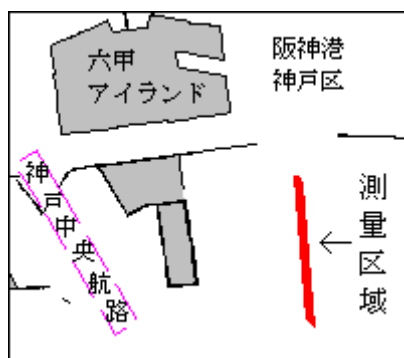 六甲
アイランド
阪神港
神戸区
神戸中央航路
測量区域